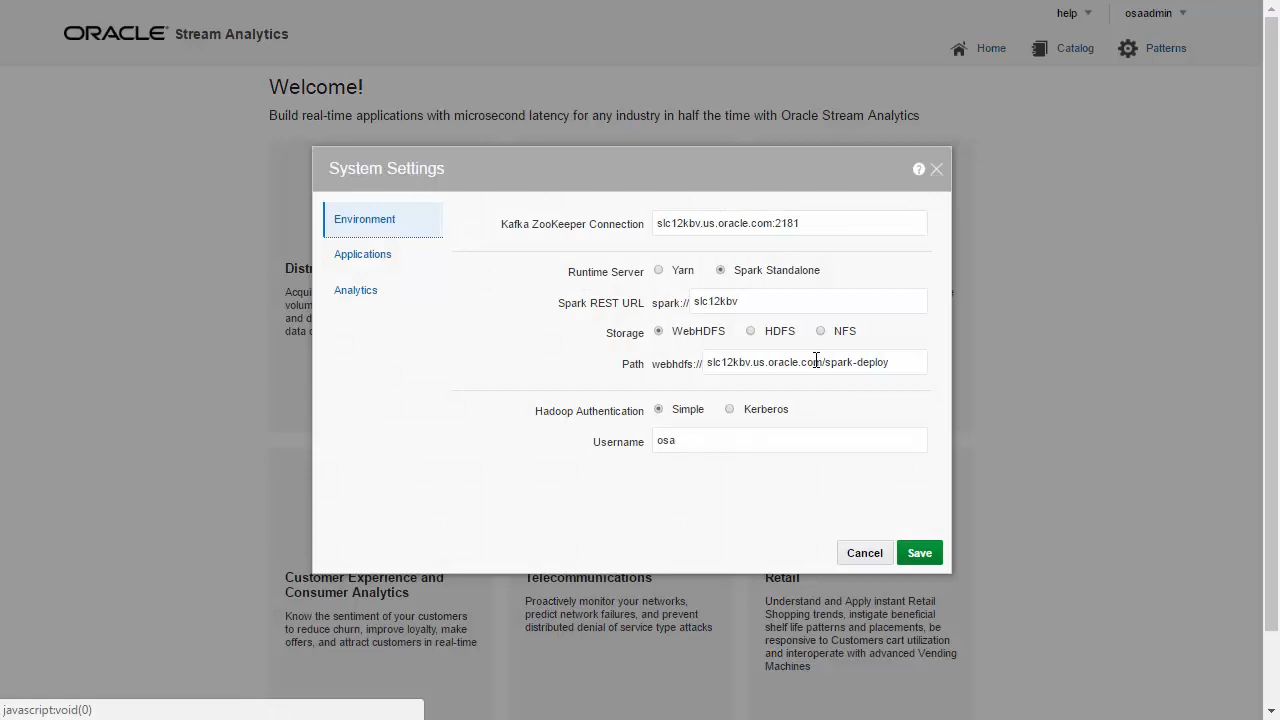 help
osaadmin
ORACLE® Stream Analytics
Home
Catalog
Patterns
Welcome!
Build real-time applications with microsecond latency for any industry in half the time with Oracle Stream Analytics
System Settings
?
Environment
Applications
Analytics
Kafka ZooKeeper Connection slc12kbv.us.oracle.com:2181
Runtime Server Yarn Spark Standalone
Spark REST URL spark:// slc12kbv
Storage WebHDFS HDFS NFS
Path webhdfs:// slc12kbv.us.oracle.com/spark-deploy
Hadoop Authentication Simple Kerberos
Username osa
Cancel Save
Distr
Acqui
volum
Customer Experience and
Consumer Analytics
Know the sentiment of your customers
to reduce churn, improve loyalty, make
offers, and attract customers in real-time
Telecommunications
Proactively monitor your networks,
predict network failures, and prevent
distributed denial of service type attacks
Retail
Understand and Apply instant Retail
Shopping trends, instigate beneficial
shelf life patterns and placements, be
responsive to Customers cart utilization
and interoperate with advanced Vending
Machines
javascript:void(0)